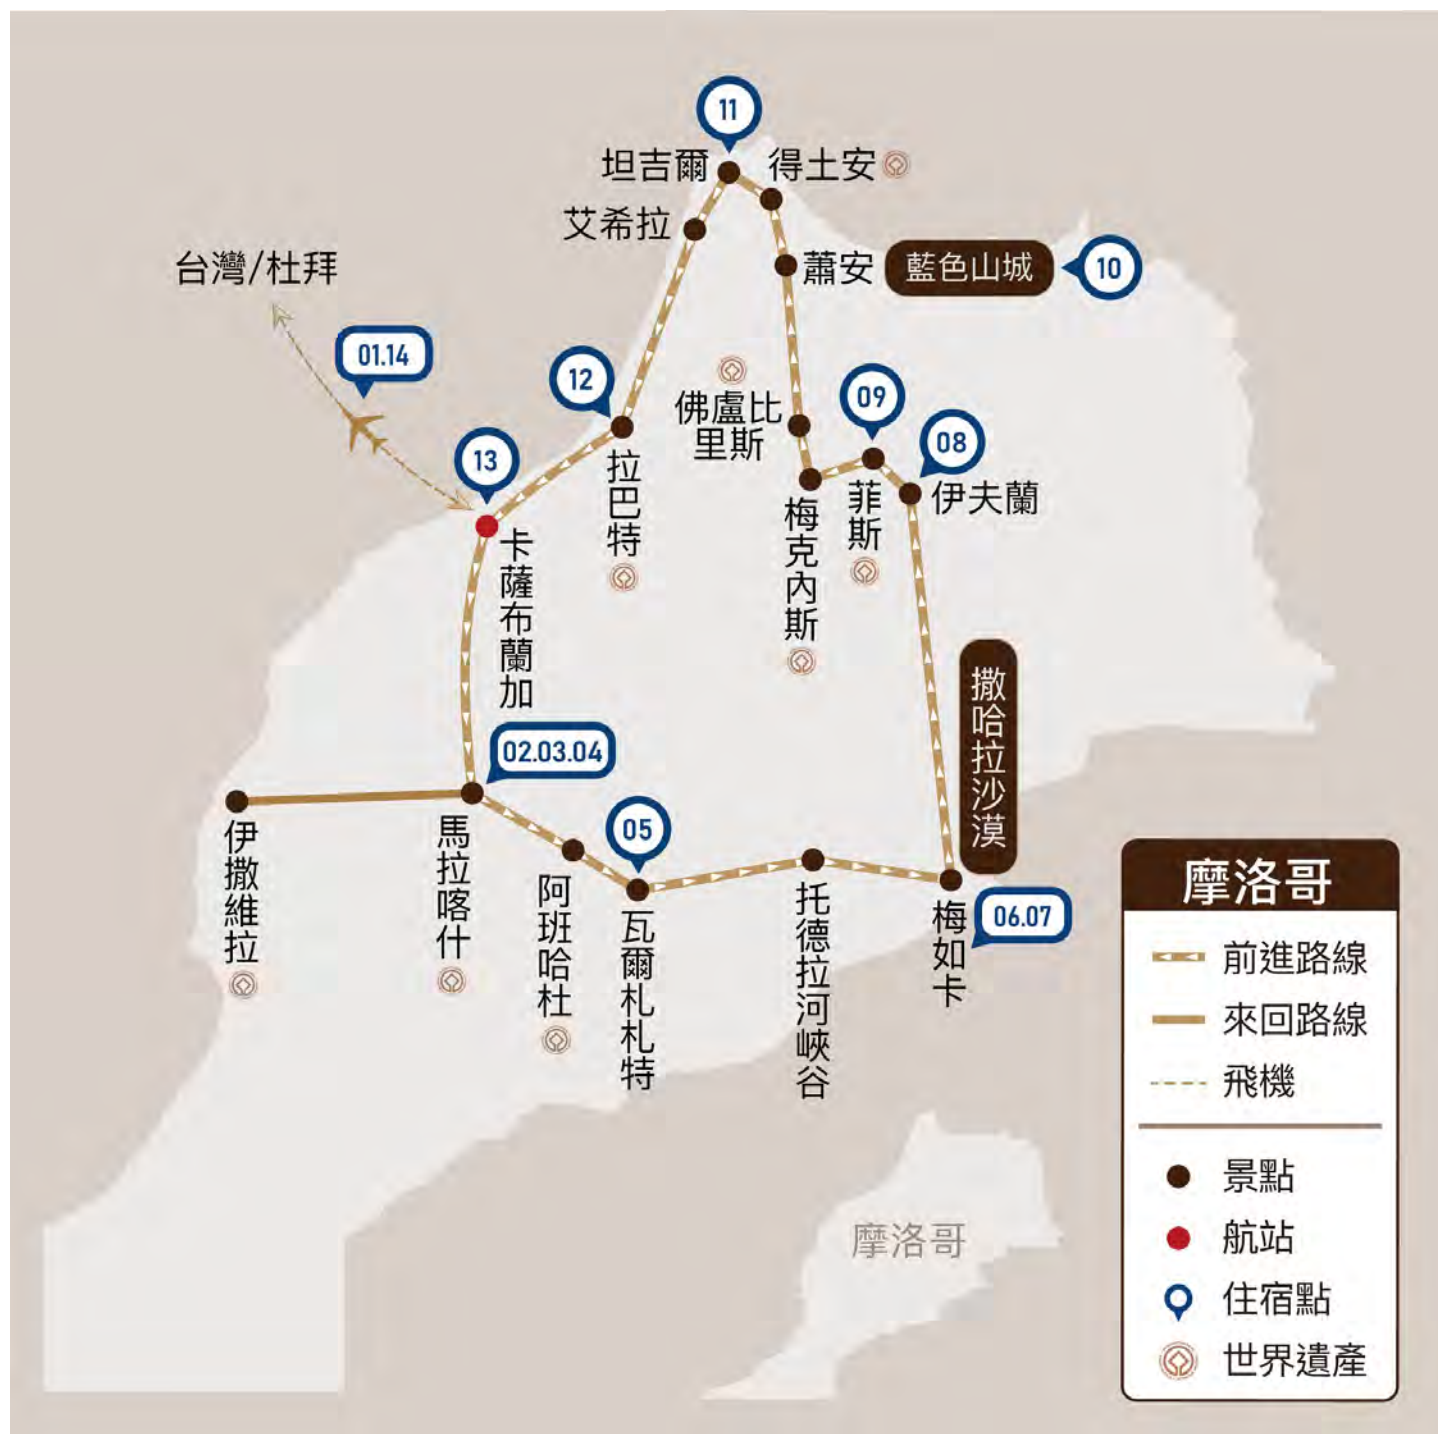 11
坦吉爾
得土安
艾希拉
台灣/杜拜
蕭安
藍色山城
10
01.14
12
佛盧比
里斯
09
08
13
拉巴特
菲斯
伊夫蘭
梅克內斯
卡薩布蘭加
撒哈拉沙漠
02.03.04
05
伊撒維拉
馬拉喀什
阿班哈杜
瓦爾札札特
托德拉河峽谷
梅如卡
06.07
摩洛哥
前進路線
來回路線
飛機
景點
航站
住宿點
世界遺產
摩洛哥